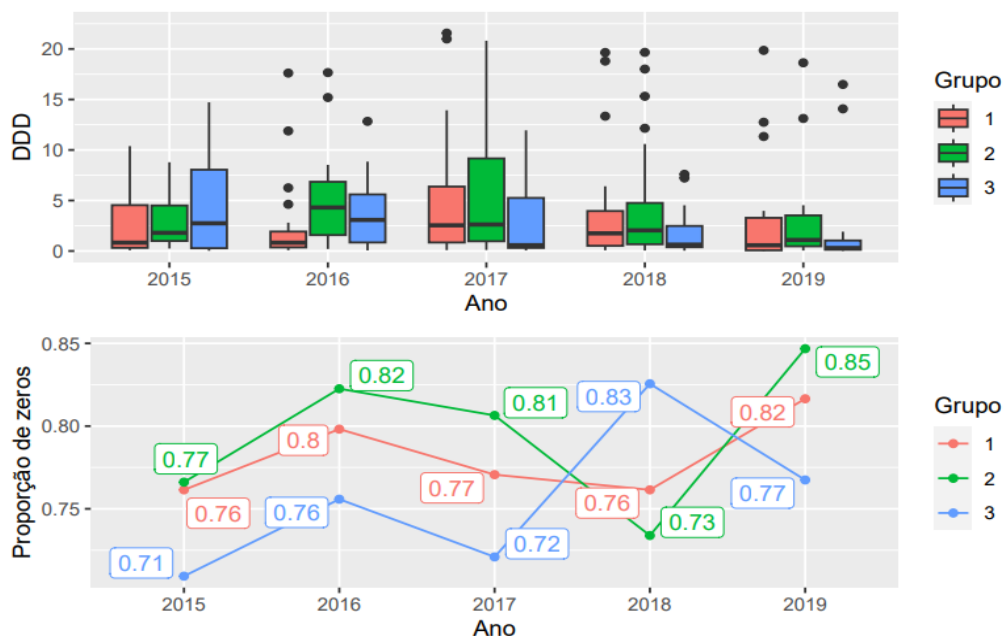 DDD
20
15
10
5
0
2015 2016 2017 2018 2019
Ano
Grupo
1
2
3
Proporção de zeros
0.85
0.80
0.75
0.77 0.82 0.81 0.73 0.85
0.76 0.8 0.77 0.76 0.82
0.71 0.76 0.72 0.83 0.77
2015 2016 2017 2018 2019
Ano
Grupo
1
2
3